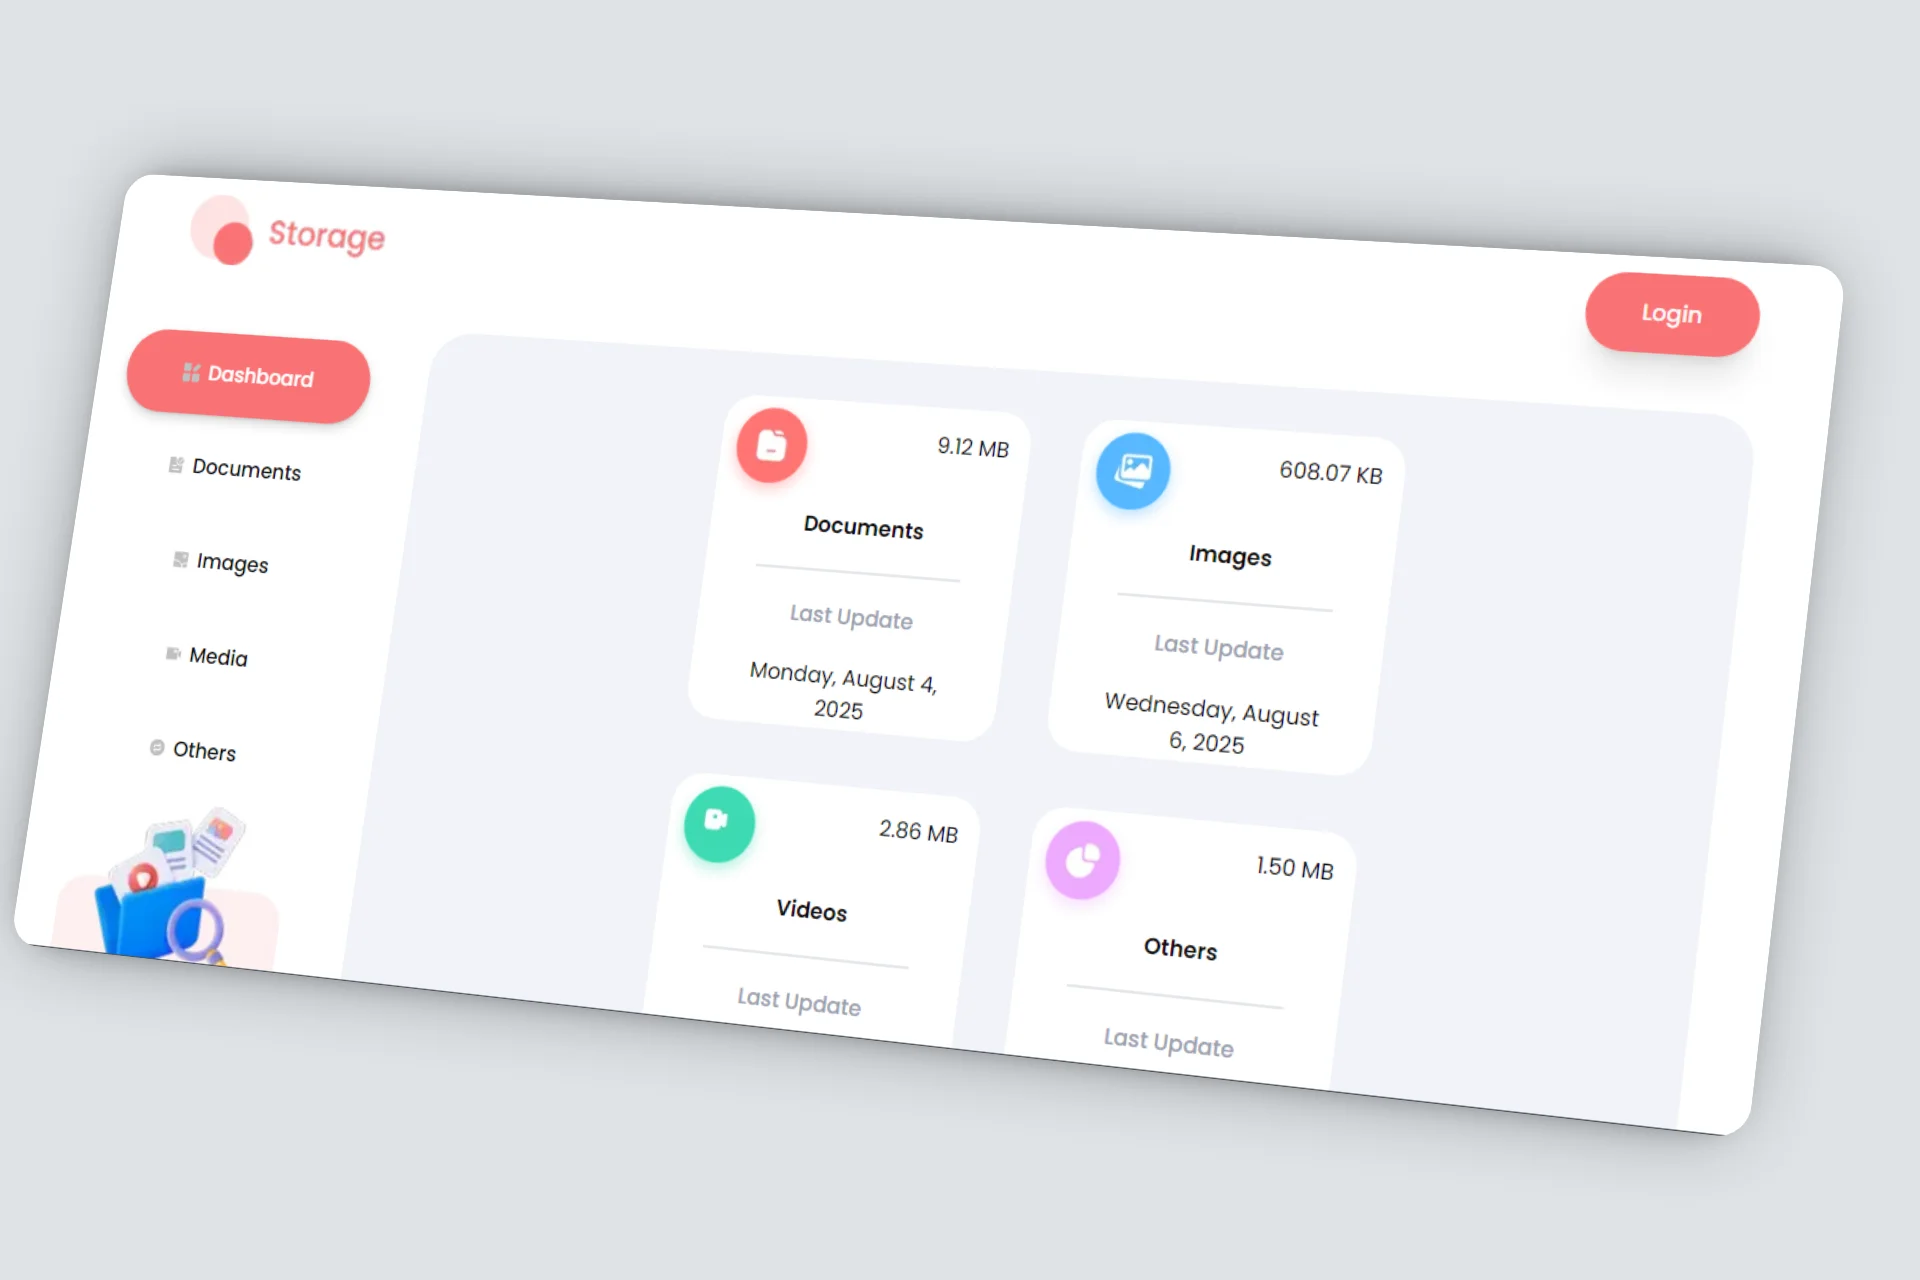 Storage
Login
Dashboard
Documents
Images
Media
Others
9.12 MB
Documents
Last Update
Monday, August 4,
2025
608.07 KB
Images
Last Update
Wednesday, August
6, 2025
2.86 MB
Videos
Last Update
1.50 MB
Others
Last Update